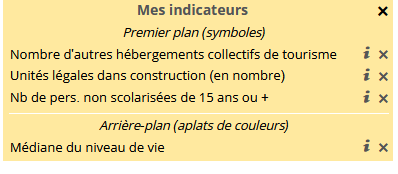 Mes indicateurs
Premier plan (symboles)
Nombre d'autres hébergements collectifs de tourisme
Unités légales dans construction (en nombre)
Nb de pers. non scolarisées de 15 ans ou +
Arrière-plan (aplats de couleurs)
Médiane du niveau de vie